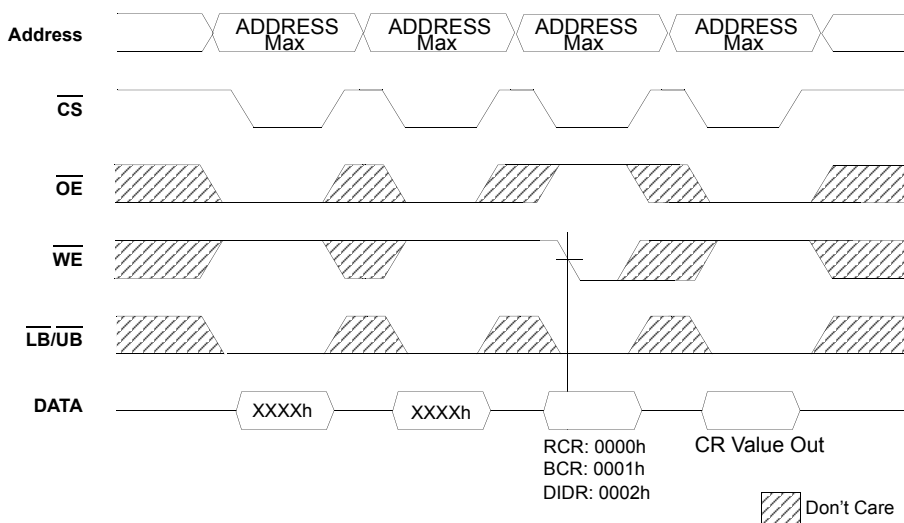 Address
ADDRESS Max
ADDRESS Max
ADDRESS Max
ADDRESS Max
CS
OE
WE
LB/UB
DATA
XXXXh
XXXXh
RCR: 0000h
BCR: 0001h
DIDR: 0002h
CR Value Out
Don't Care